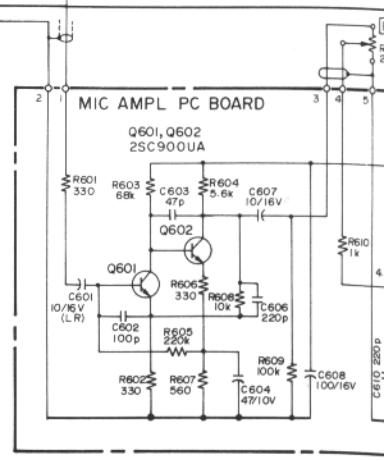 2
1
MIC AMPL PC BOARD
3
4
5
Q601, Q602
2SC900UA
R601
330
R603
68k
C603
47p
R604
5.6k
C607
10/16V
Q602
R610
1k
Q601
R606
330
C601
10/16V
(LR)
R608
10k
C606
220p
4.
C602
100p
R605
220k
R602
330
R607
560
C604
47/10V
R609
100k
C608
100/16V
C610 220p